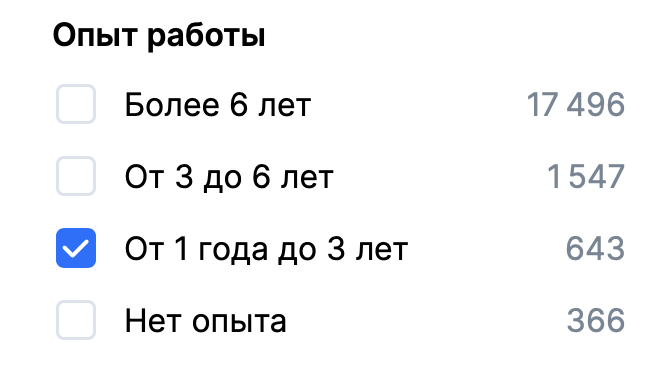 Опыт работы
Более 6 лет 17 496
От 3 до 6 лет 1 547
От 1 года до 3 лет 643
Нет опыта 366